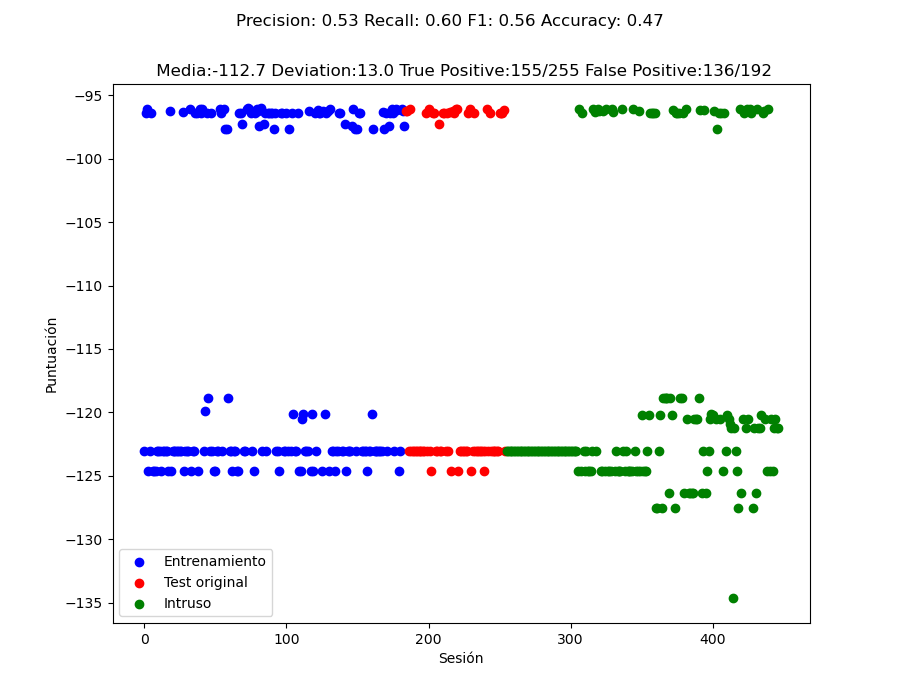 Precision: 0.53 Recall: 0.60 F1: 0.56 Accuracy: 0.47
Media:-112.7 Deviation:13.0 True Positive:155/255 False Positive:136/192
Puntuación
−95
−100
−105
−110
−115
−120
−125
−130
−135
Entrenamiento
Test original
Intruso
0 100 200 300 400
Sesión